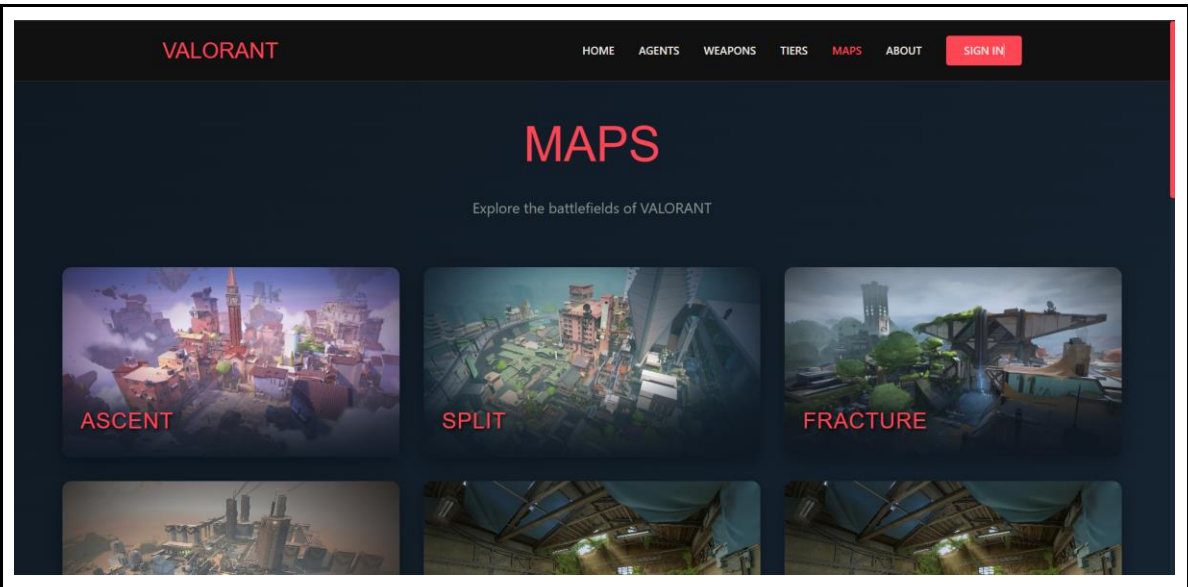 VALORANT
HOME AGENTS WEAPONS TIERS MAPS ABOUT SIGN IN
MAPS
Explore the battlefields of VALORANT
ASCENT SPLIT FRACTURE